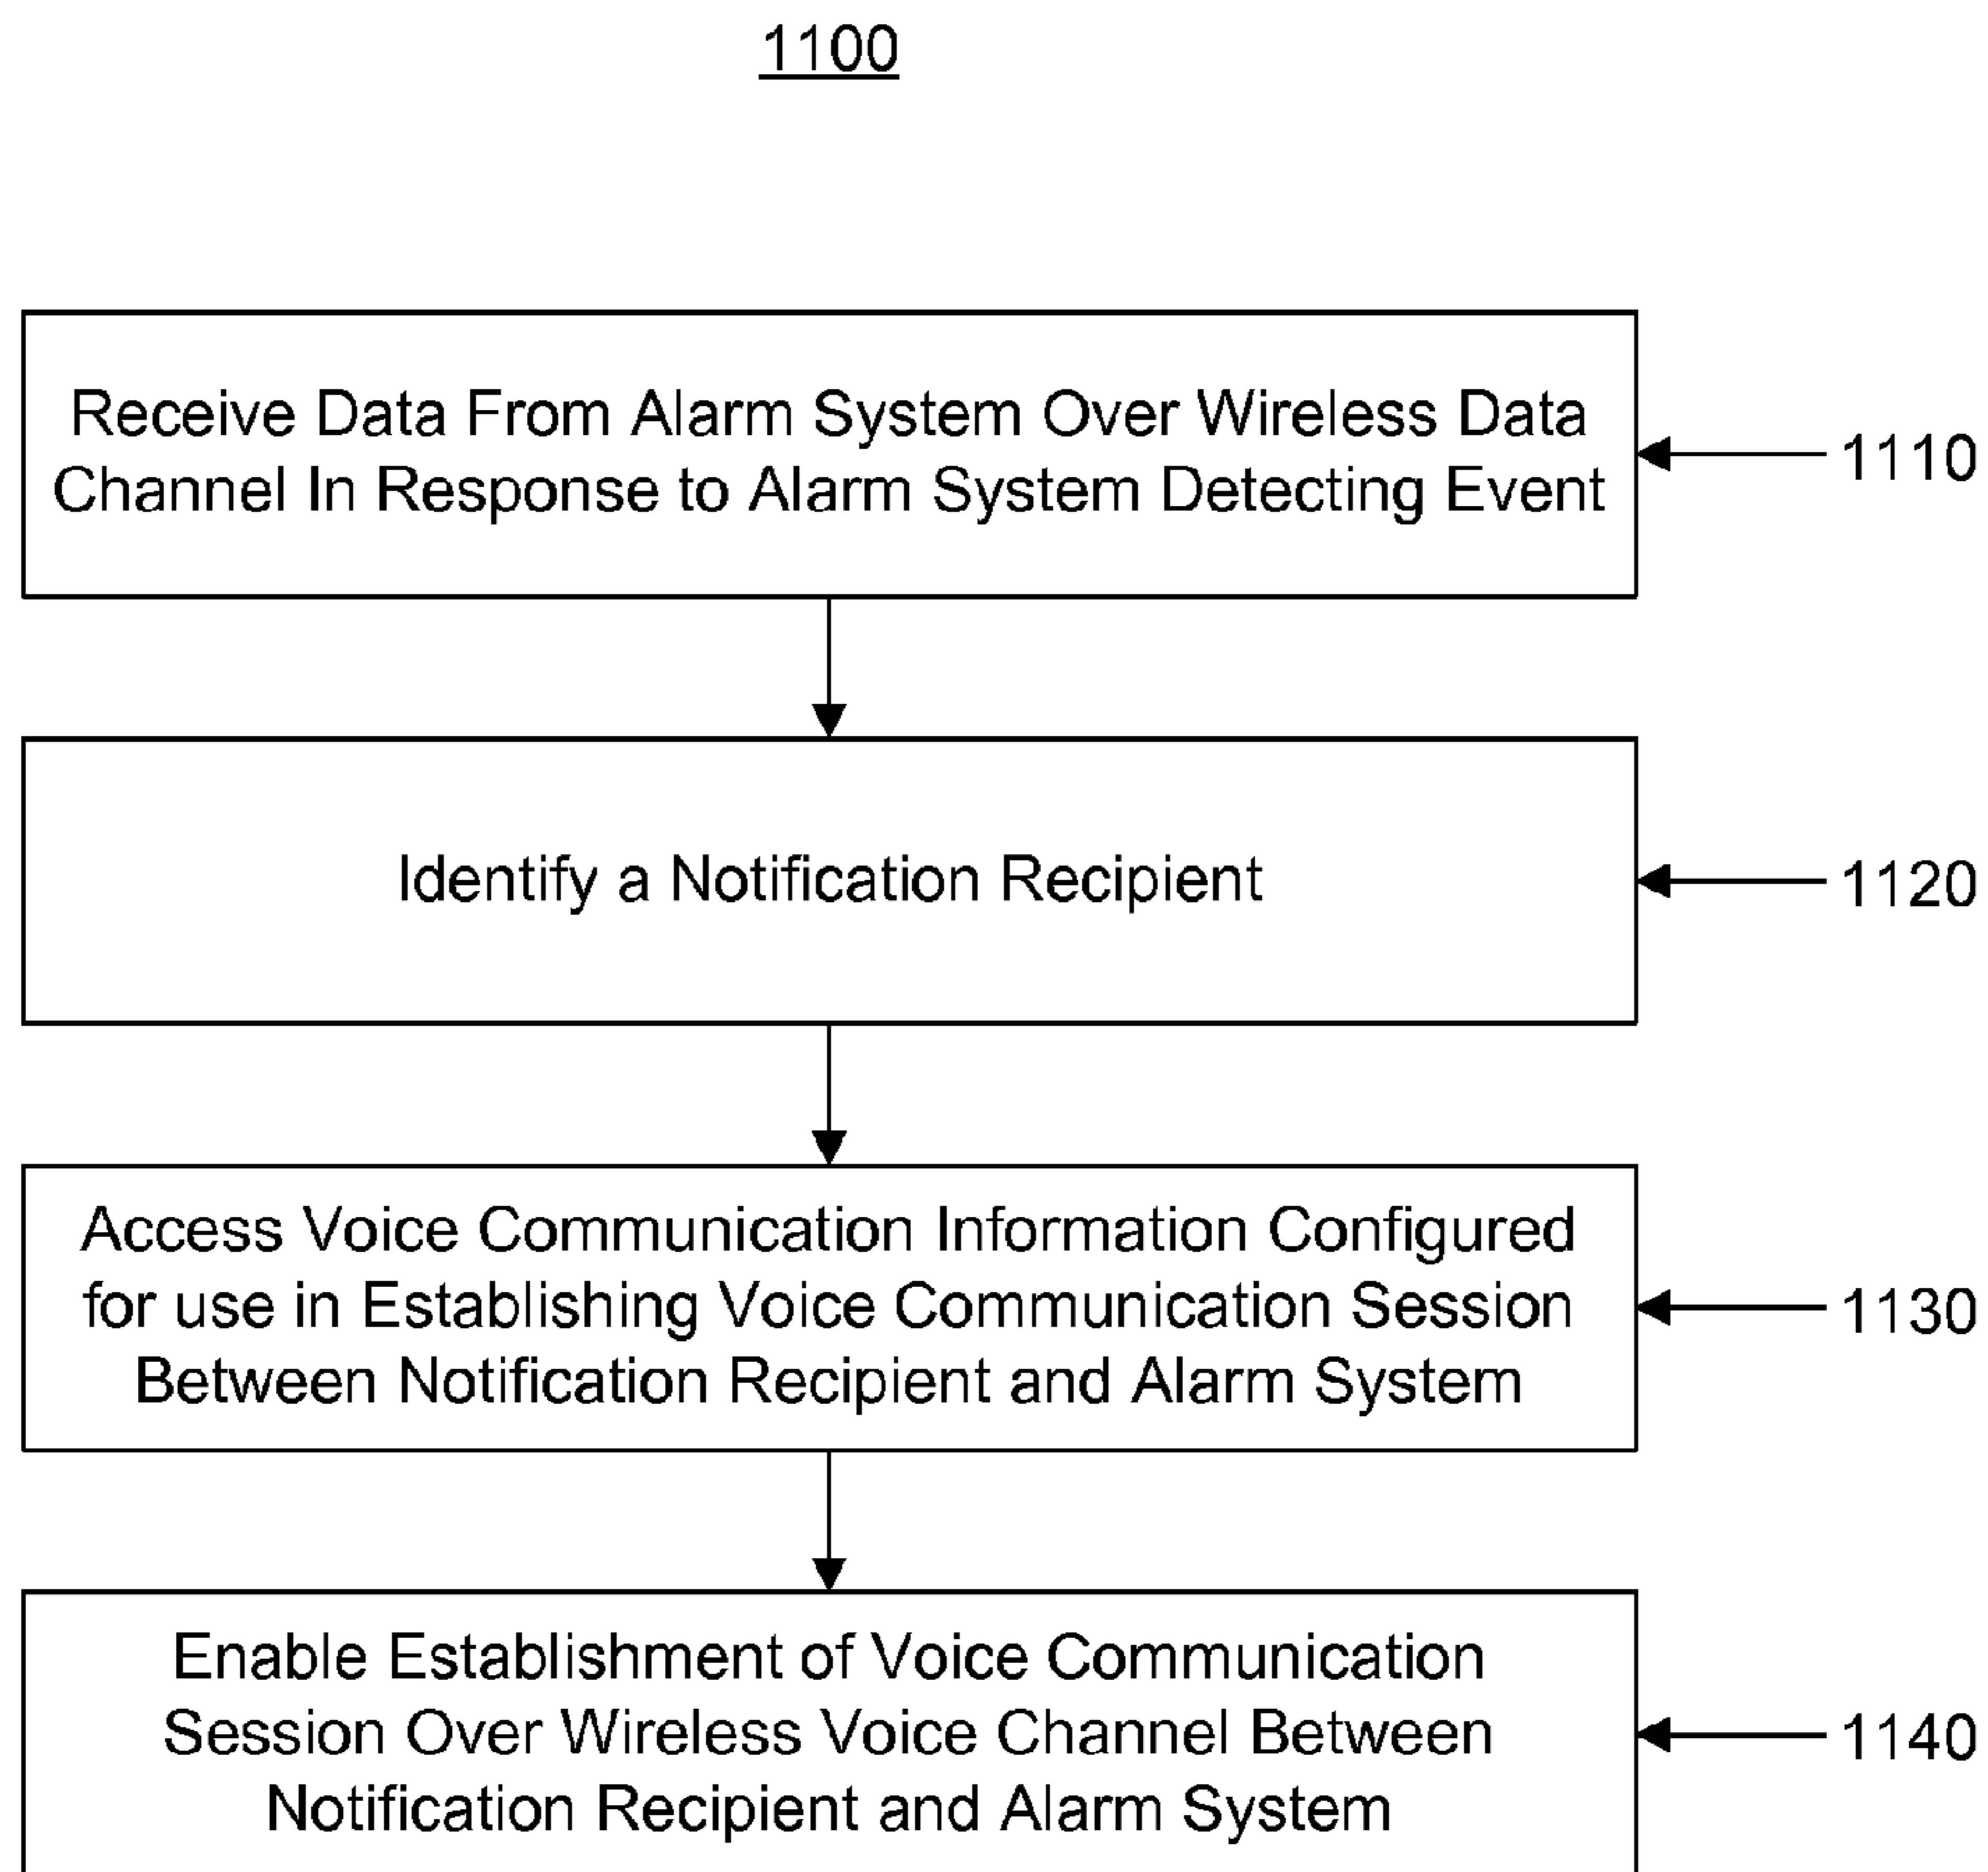 1100
Receive Data From Alarm System Over Wireless Data
Channel In Response to Alarm System Detecting Event
1110
Identify a Notification Recipient
1120
Access Voice Communication Information Configured
for use in Establishing Voice Communication Session
Between Notification Recipient and Alarm System
1130
Enable Establishment of Voice Communication
Session Over Wireless Voice Channel Between
Notification Recipient and Alarm System
1140